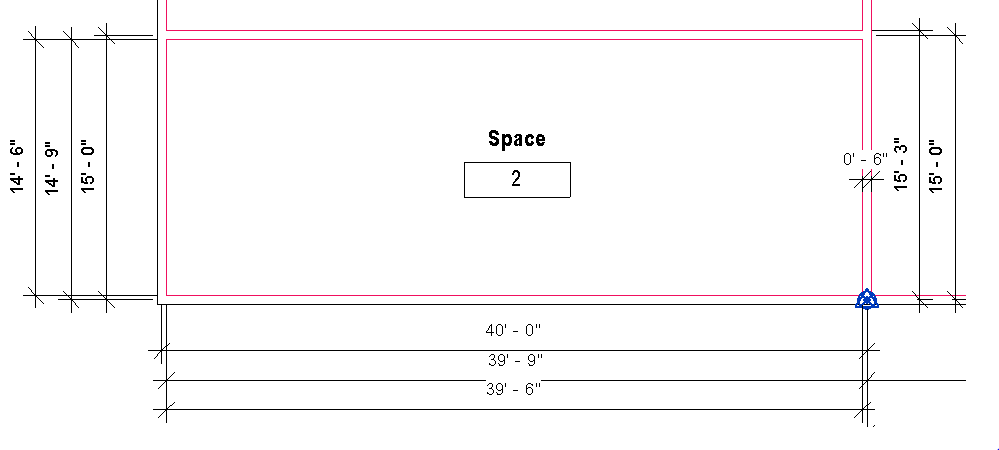 Space
2
14' - 6"
14' - 9"
15' - 0"
0' - 6"
15' - 3"
15' - 0"
40' - 0"
39' - 9"
39' - 6"